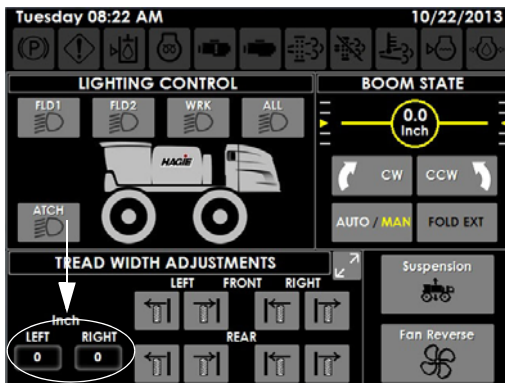 Tuesday 08:22 AM 10/22/2013
(P)
LIGHTING CONTROL
FLD1 FLD2 WRK ALL
HAGIE
ATCH
BOOM STATE
0.0
Inch
CW CCW
AUTO / MAN FOLD EXT
TREAD WIDTH ADJUSTMENTS
LEFT FRONT RIGHT
Inch
LEFT RIGHT
0 0
REAR
Suspension
Fan Reverse